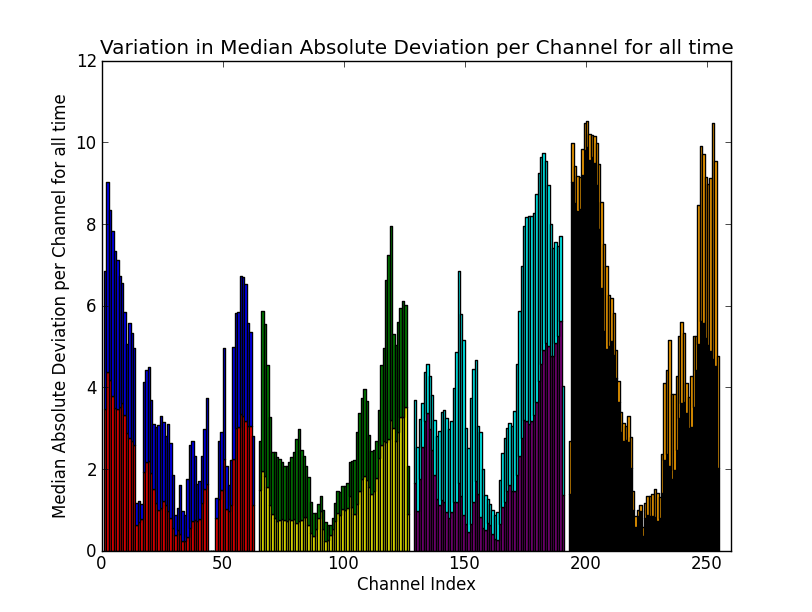 Variation in Median Absolute Deviation per Channel for all time
Median Absolute Deviation per Channel for all time
12
10
8
6
4
2
0
0 50 100 150 200 250
Channel Index